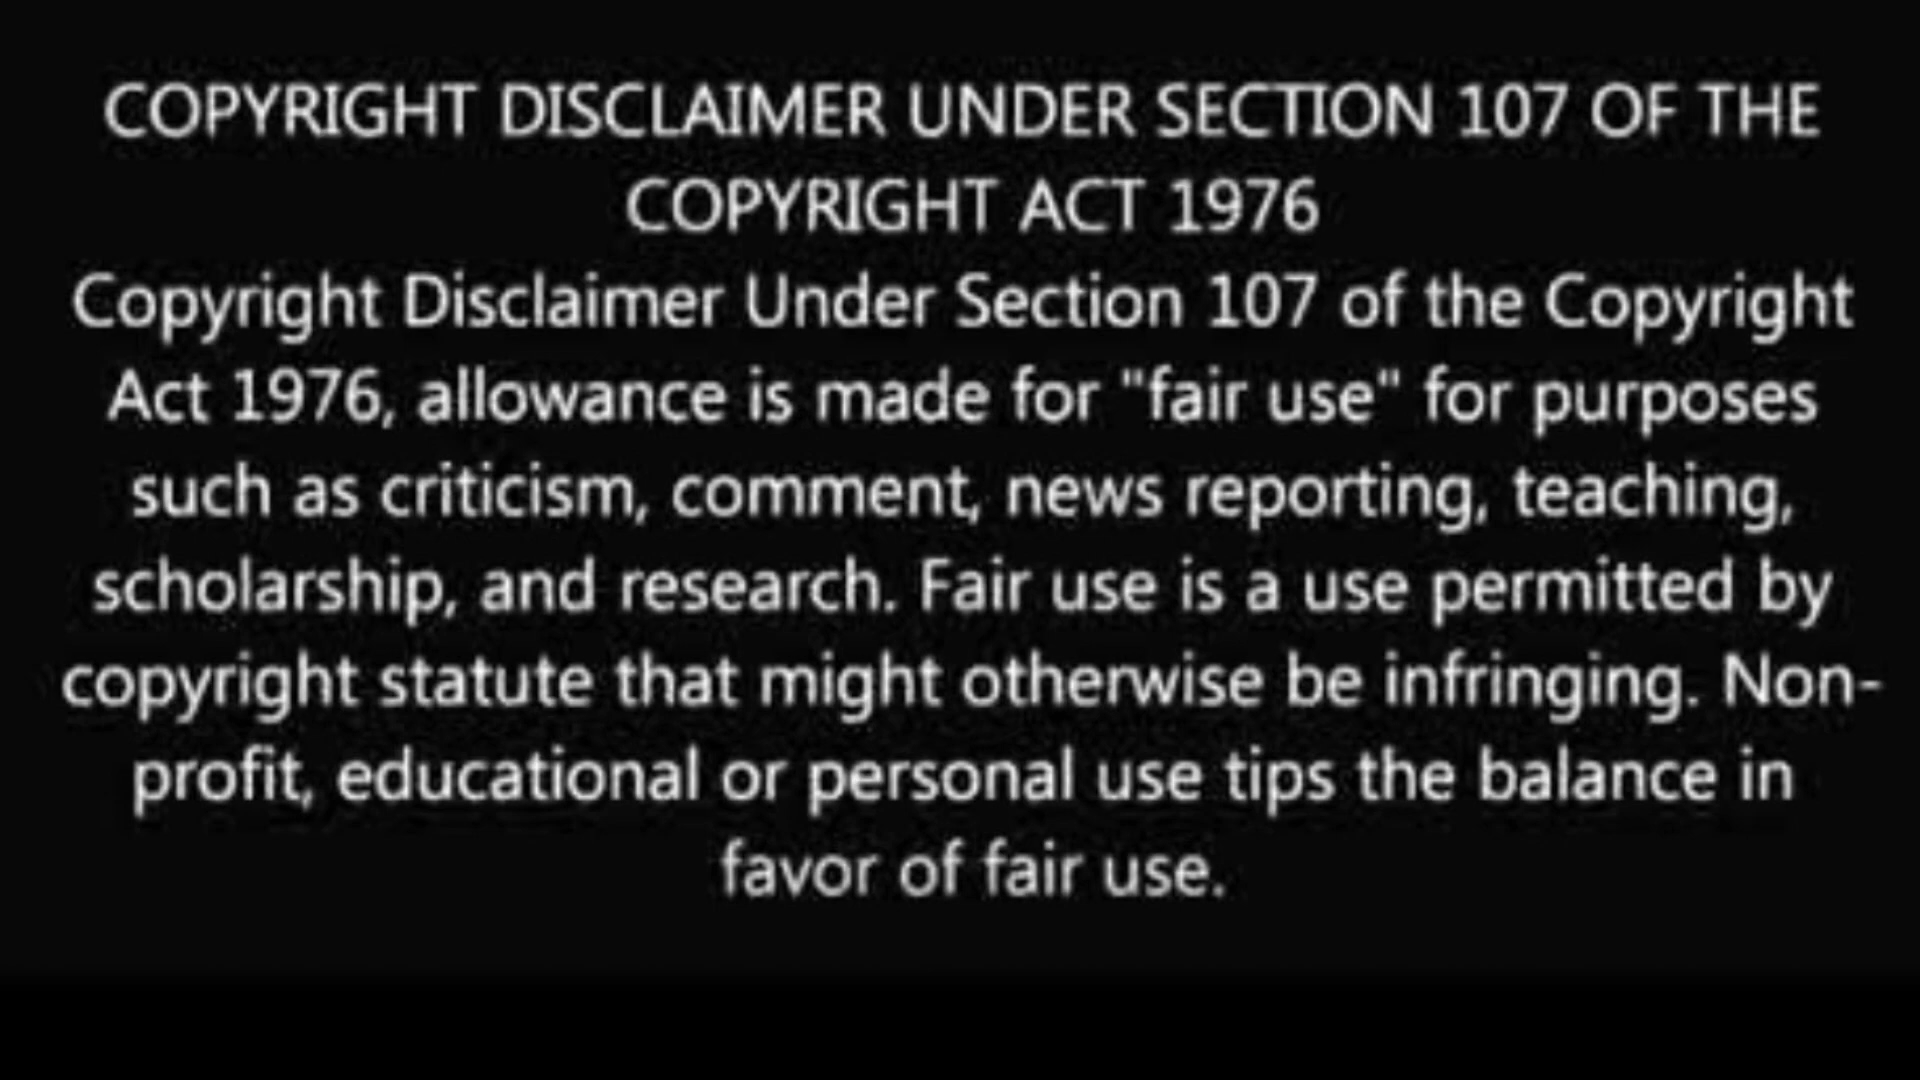 COPYRIGHT DISCLAIMER UNDER SECTION 107 OF THE
COPYRIGHT ACT 1976
Copyright Disclaimer Under Section 107 of the Copyright
Act 1976, allowance is made for "fair use" for purposes
such as criticism, comment, news reporting, teaching,
scholarship, and research. Fair use is a use permitted by
copyright statute that might otherwise be infringing. Non-
profit, educational or personal use tips the balance in
favor of fair use.